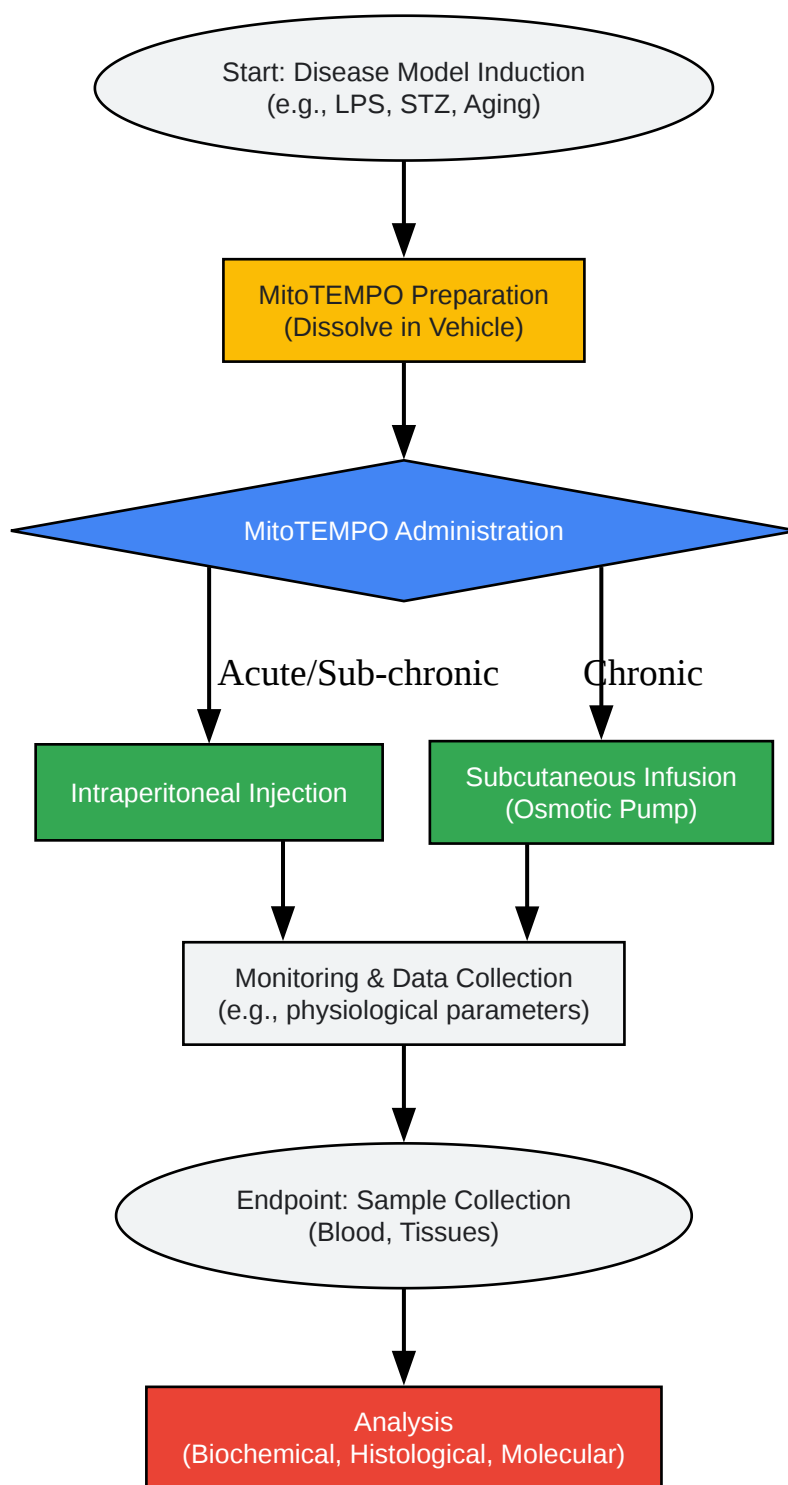 Start: Disease Model Induction
(e.g., LPS, STZ, Aging)
MitoTEMPO Preparation
(Dissolve in Vehicle)
MitoTEMPO Administration
Acute/Sub-chronic
Chronic
Intraperitoneal Injection
Subcutaneous Infusion
(Osmotic Pump)
Monitoring & Data Collection
(e.g., physiological parameters)
Endpoint: Sample Collection
(Blood, Tissues)
Analysis
(Biochemical, Histological, Molecular)